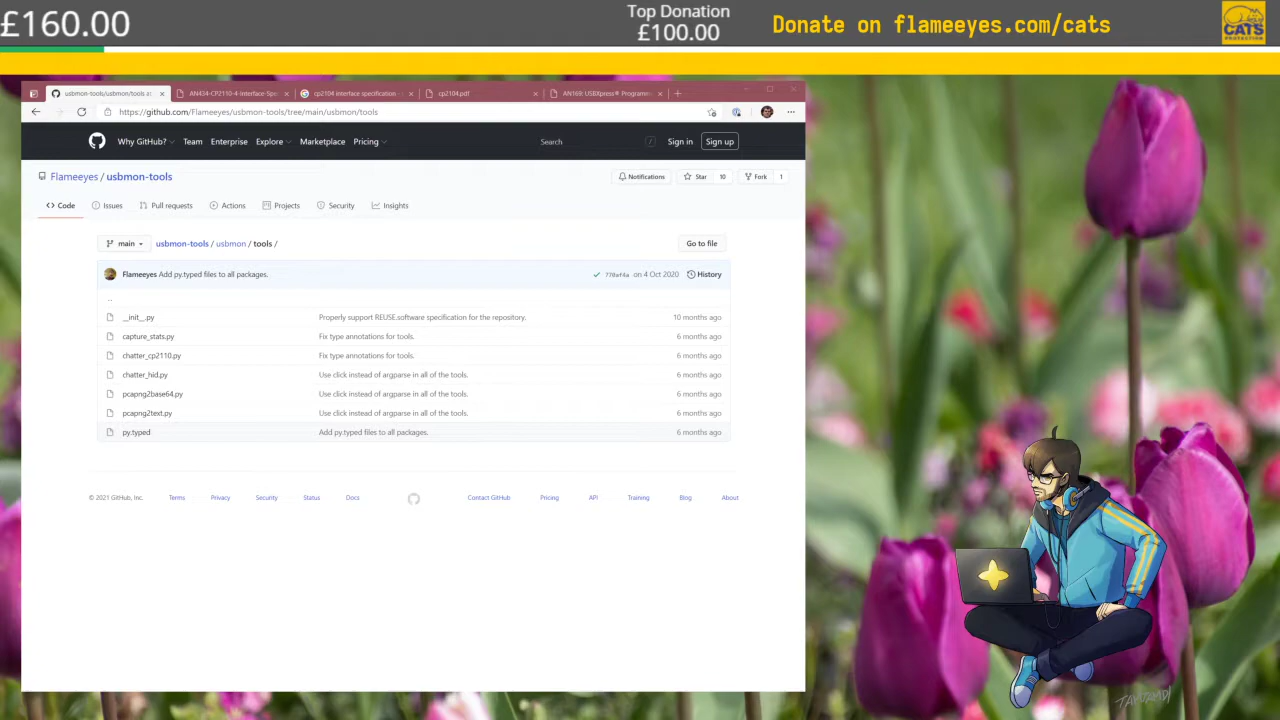 £160.00
Top Donation
£100.00
Donate on flameeyes.com/cats
CATS
PROTECTION
usbmon-tools/usbmon/tools at
AN434-CP2110-4-Interface-Spe
cp2104 interface specification -
cp2104.pdf
AN169: USBXpress® Programme
https://github.com/Flameeyes/usbmon-tools/tree/main/usbmon/tools
Why GitHub? Team Enterprise Explore Marketplace Pricing Search / Sign in Sign up
Flameeyes / usbmon-tools Notifications Star 10 Fork 1
Code Issues Pull requests Actions Projects Security Insights
main usbmon-tools / usbmon / tools / Go to file
Flameeyes Add py.typed files to all packages. 770af4a on 4 Oct 2020 History
..
__init__.py Properly support REUSE.software specification for the repository. 10 months ago
capture_stats.py Fix type annotations for tools. 6 months ago
chatter_cp2110.py Fix type annotations for tools. 6 months ago
chatter_hid.py Use click instead of argparse in all of the tools. 6 months ago
pcapng2base64.py Use click instead of argparse in all of the tools. 6 months ago
pcapng2text.py Use click instead of argparse in all of the tools. 6 months ago
py.typed Add py.typed files to all packages. 6 months ago
© 2021 GitHub, Inc. Terms Privacy Security Status Docs Contact GitHub Pricing API Training Blog About